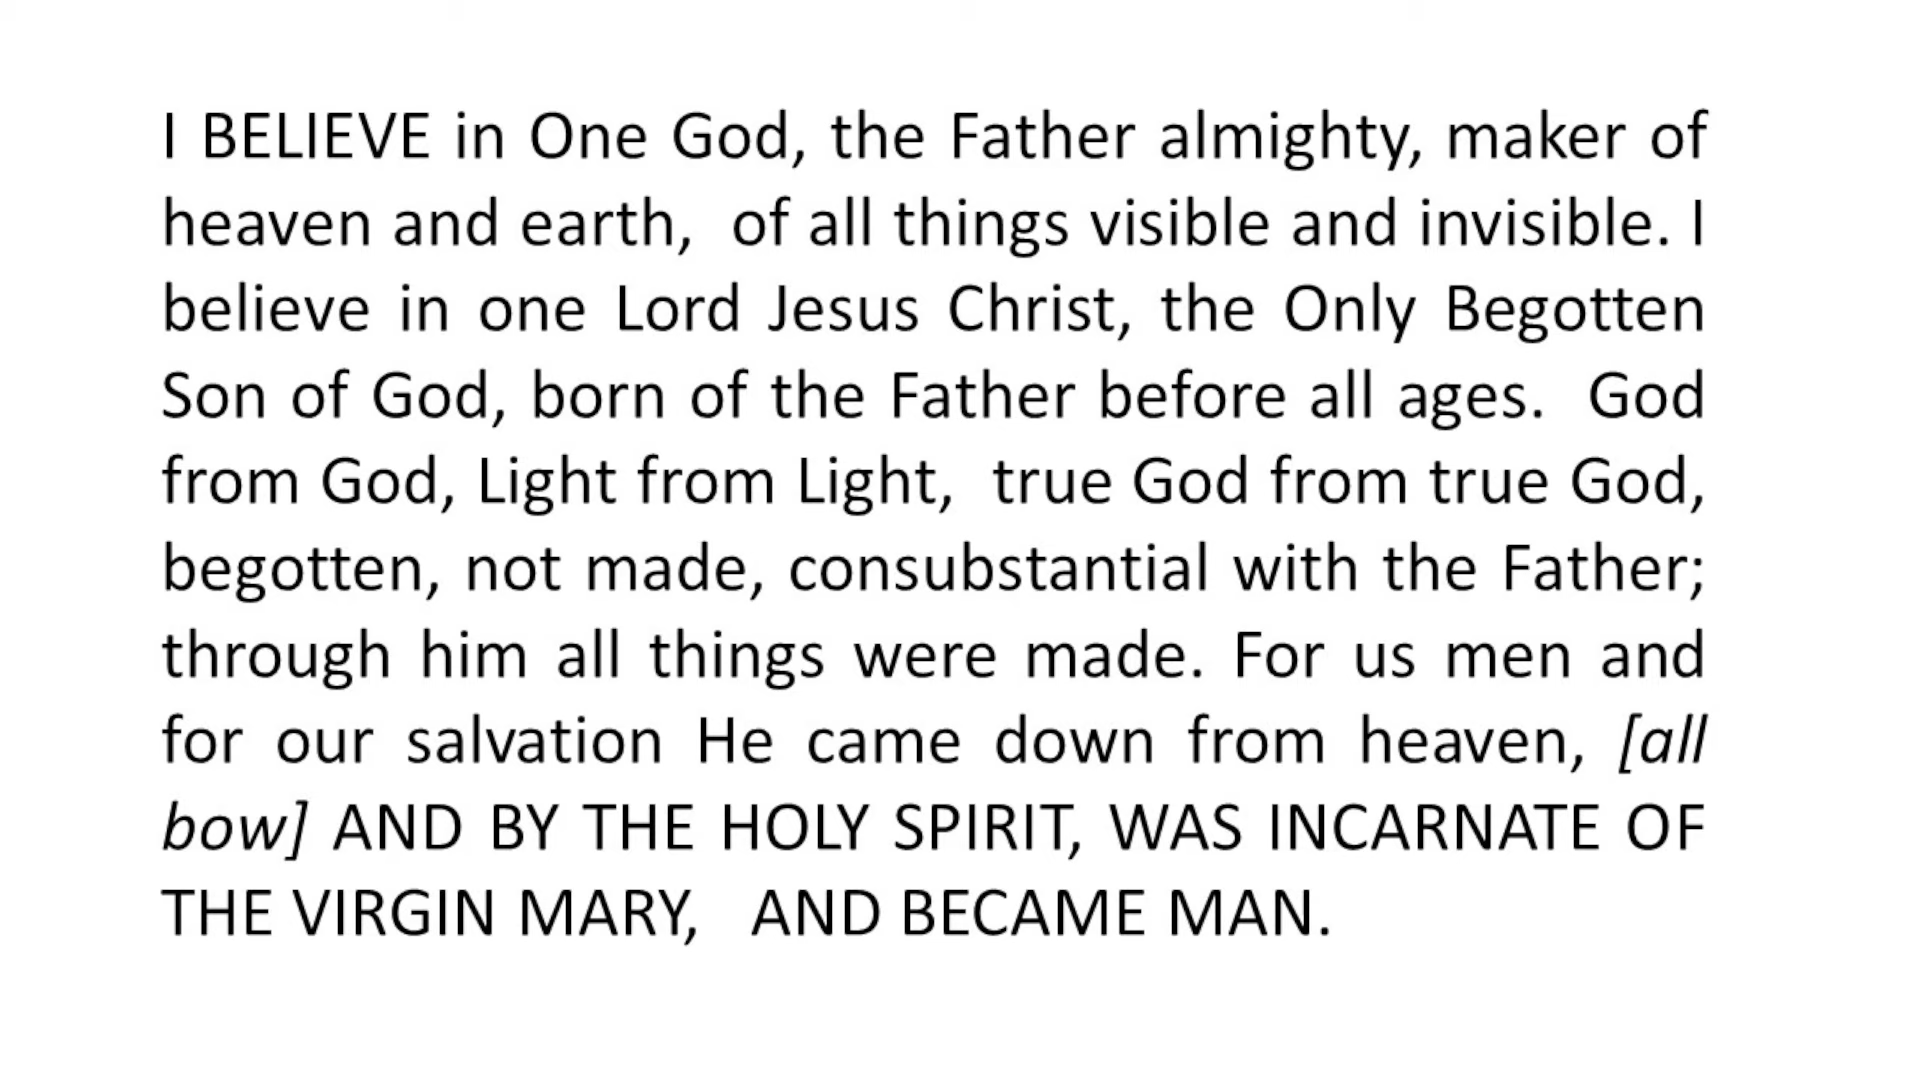 I BELIEVE in One God, the Father almighty, maker of
heaven and earth,  of all things visible and invisible. I
believe in one Lord Jesus Christ, the Only Begotten
Son of God, born of the Father before all ages.  God
from God, Light from Light,  true God from true God,
begotten, not made, consubstantial with the Father;
through him all things were made. For us men and
for our salvation He came down from heaven, [all
bow] AND BY THE HOLY SPIRIT, WAS INCARNATE OF
THE VIRGIN MARY,   AND BECAME MAN.